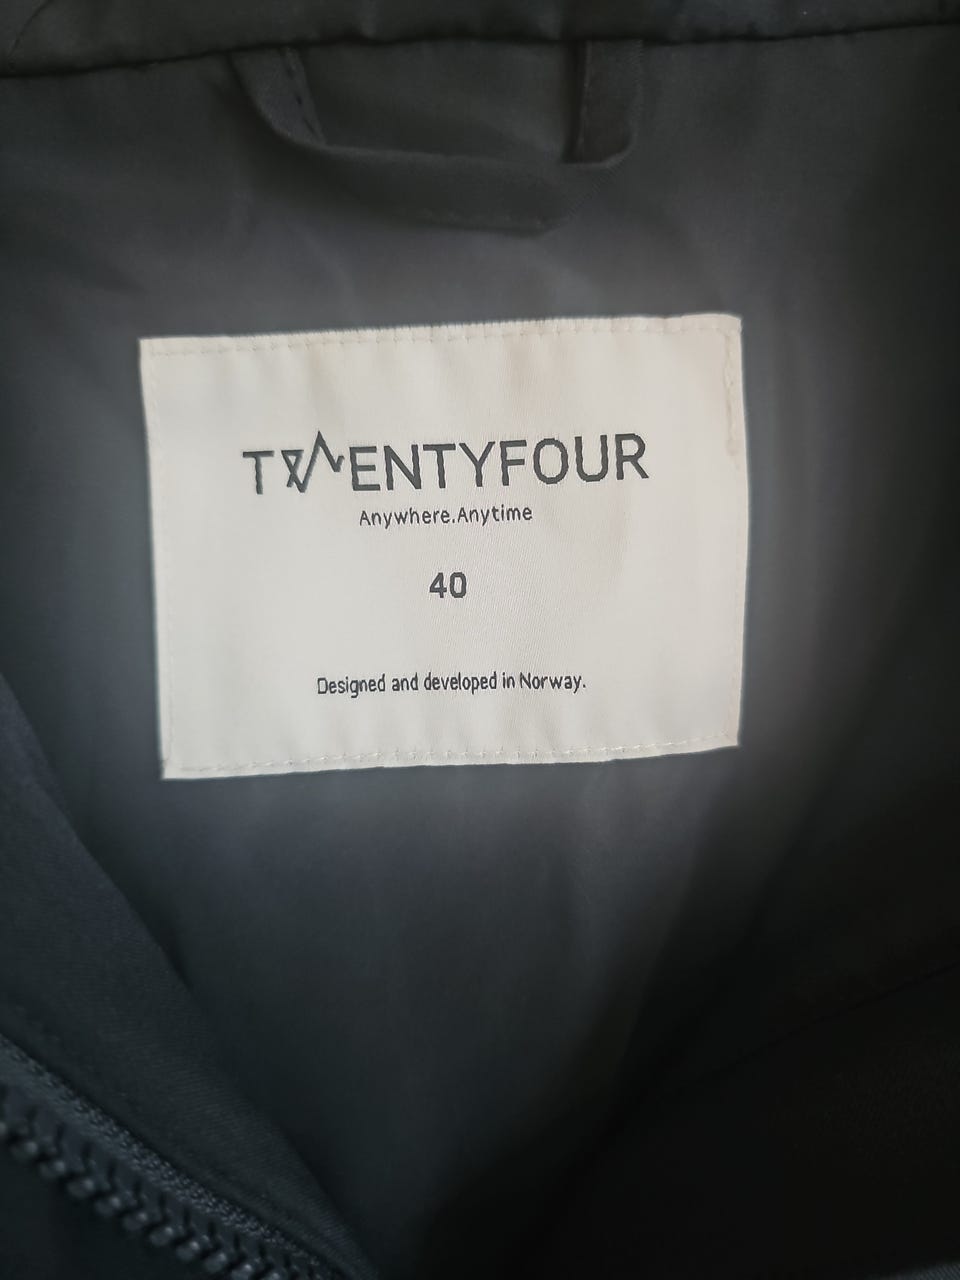 TWENTYFOUR
Anywhere.Anytime
40
Designed and developed in Norway.